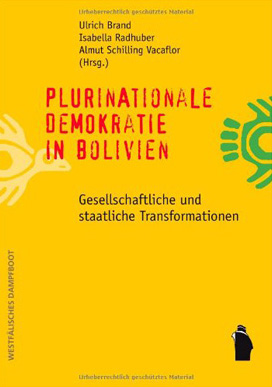 Urheberrechtlich geschütztes Material
Ulrich Brand
Isabella Radhuber
Almut Schilling Vacaflor
(Hrsg.)
PLURINATIONALE
DEMOKRATIE
IN BOLIVIEN
Gesellschaftliche und
staatliche Transformationen
WESTFÄLISCHES DAMPFBOOT
Urheberrechtlich geschütztes Material